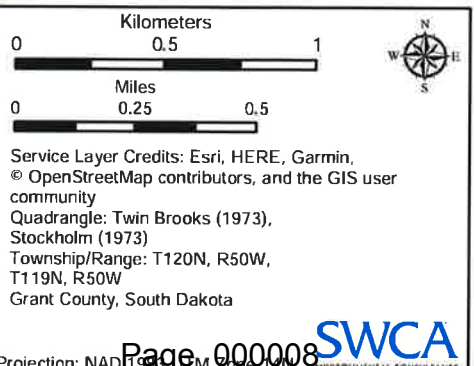 Kilometers
0 0.5 1
Miles
0 0.25 0.5
N
W E
S
Service Layer Credits: Esri, HERE, Garmin,
© OpenStreetMap contributors, and the GIS user
community
Quadrangle: Twin Brooks (1973),
Stockholm (1973)
Township/Range: T120N, R50W,
T119N, R50W
Grant County, South Dakota
SWCA
Projection: NAD
Page 000008